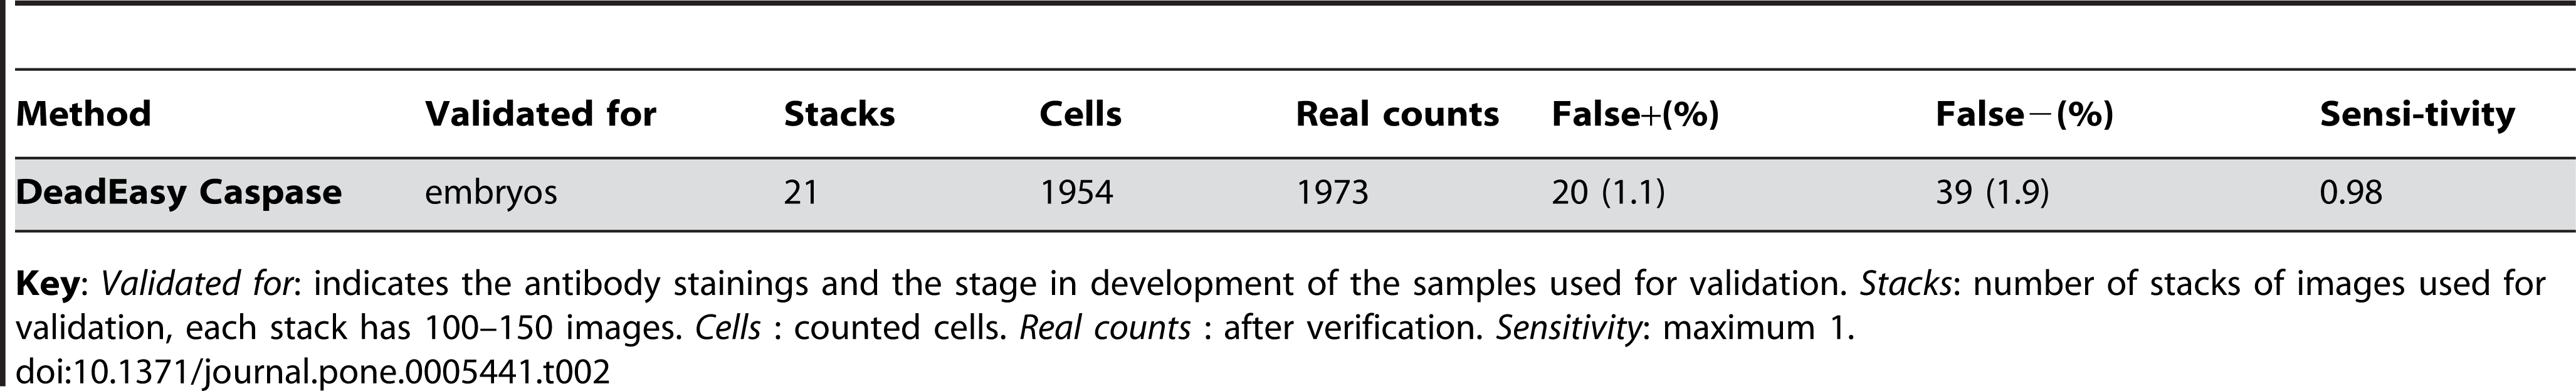 Method Validated for Stacks Cells Real counts False+(%) False−(%) Sensi-tivity
DeadEasy Caspase embryos 21 1954 1973 20 (1.1) 39 (1.9) 0.98
Key: Validated for: indicates the antibody stainings and the stage in development of the samples used for validation. Stacks: number of stacks of images used for
validation, each stack has 100–150 images. Cells : counted cells. Real counts : after verification. Sensitivity: maximum 1.
doi:10.1371/journal.pone.0005441.t002